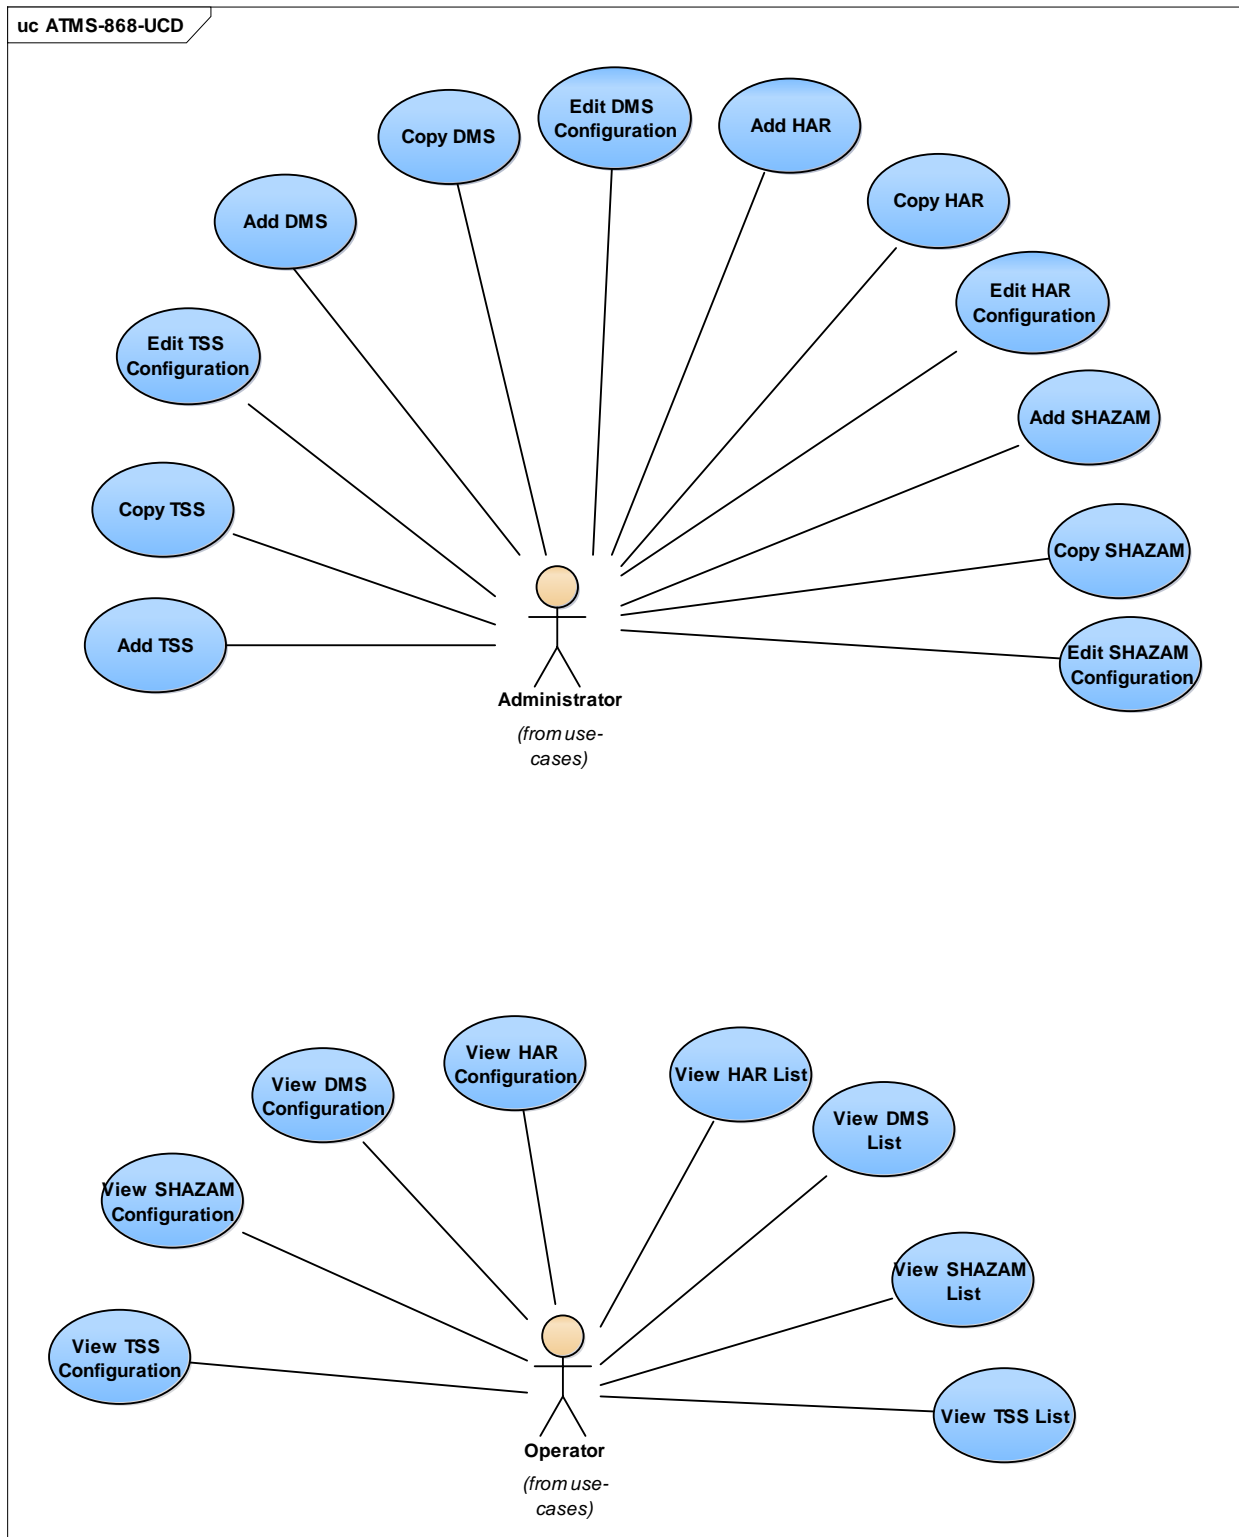 uc ATMS-868-UCD
Edit DMS
Configuration
Add HAR
Copy DMS
Copy HAR
Add DMS
Edit HAR
Configuration
Edit TSS
Configuration
Add SHAZAM
Copy TSS
Copy SHAZAM
Add TSS
Edit SHAZAM
Configuration
Administrator
(from use-
cases)
View HAR
Configuration
View HAR List
View DMS
Configuration
View DMS
List
View SHAZAM
Configuration
View SHAZAM
List
View TSS
Configuration
View TSS List
Operator
(from use-
cases)